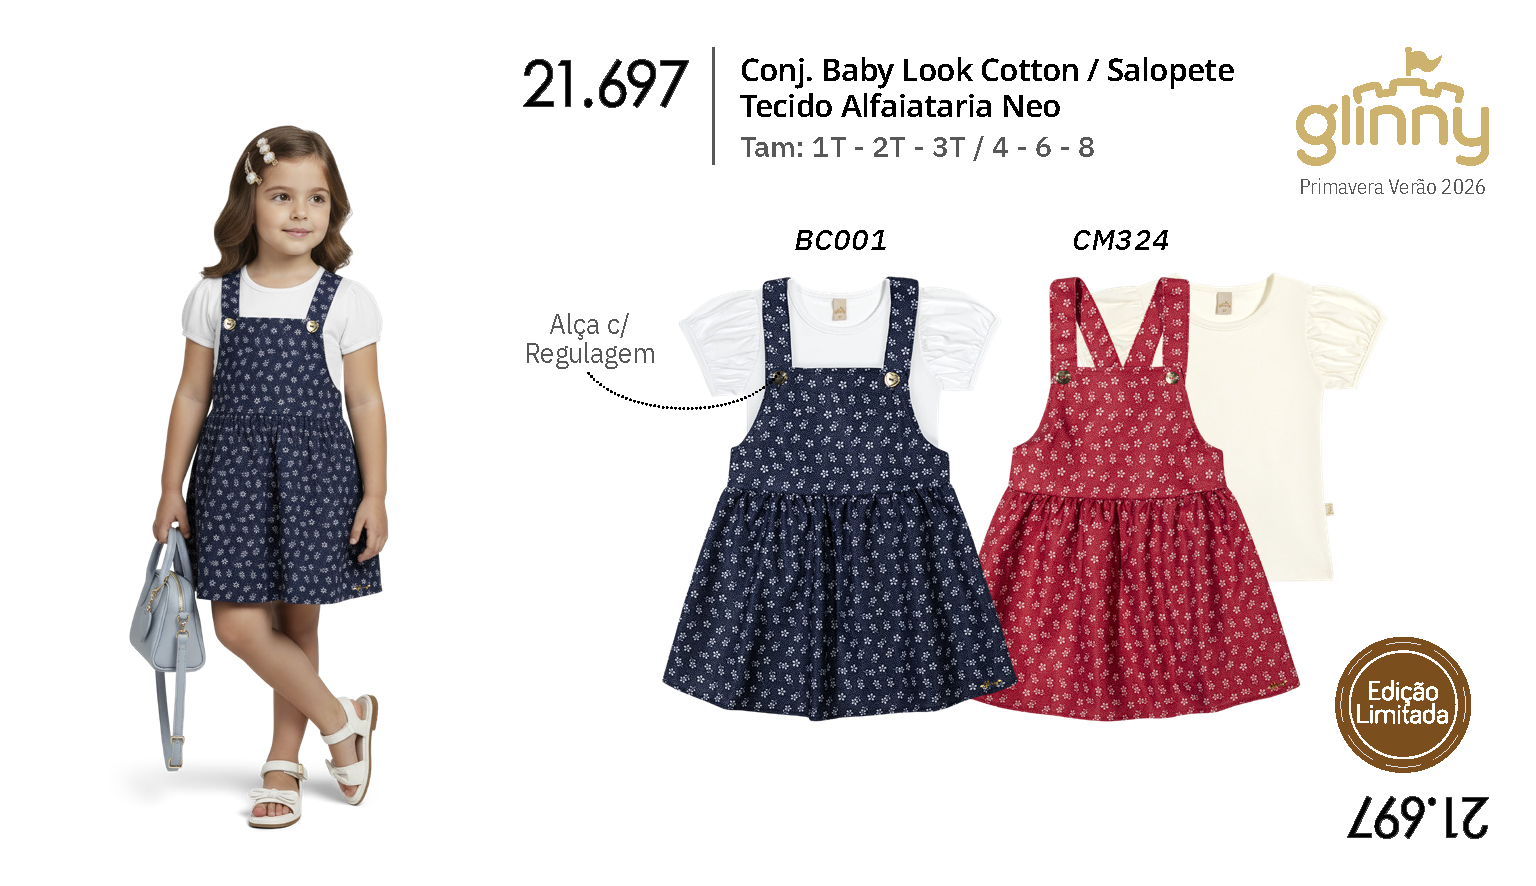 21.697
Conj. Baby Look Cotton / Salopete
Tecido Alfaiataria Neo
Tam: 1T - 2T - 3T / 4 - 6 - 8
glinny
Primavera Verão 2026
BC001
CM324
Alça c/
Regulagem
Edição
Limitada
21.697